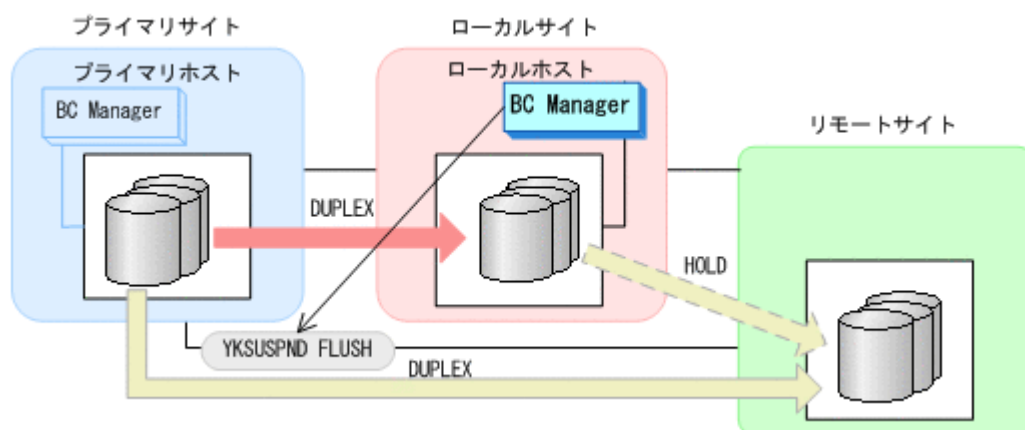 プライマリサイト
プライマリホスト
BC Manager
ローカルサイト
ローカルホスト
BC Manager
リモートサイト
DUPLEX
HOLD
YKSUSPND FLUSH
DUPLEX